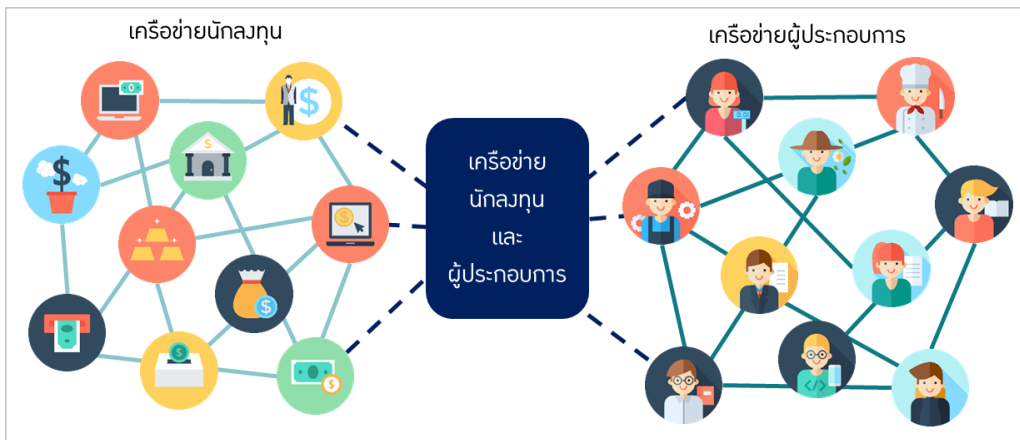 เครือข่ายนักลงทุน
เครือข่ายผู้ประกอบการ
เครือข่าย
นักลงทุน
และ
ผู้ประกอบการ